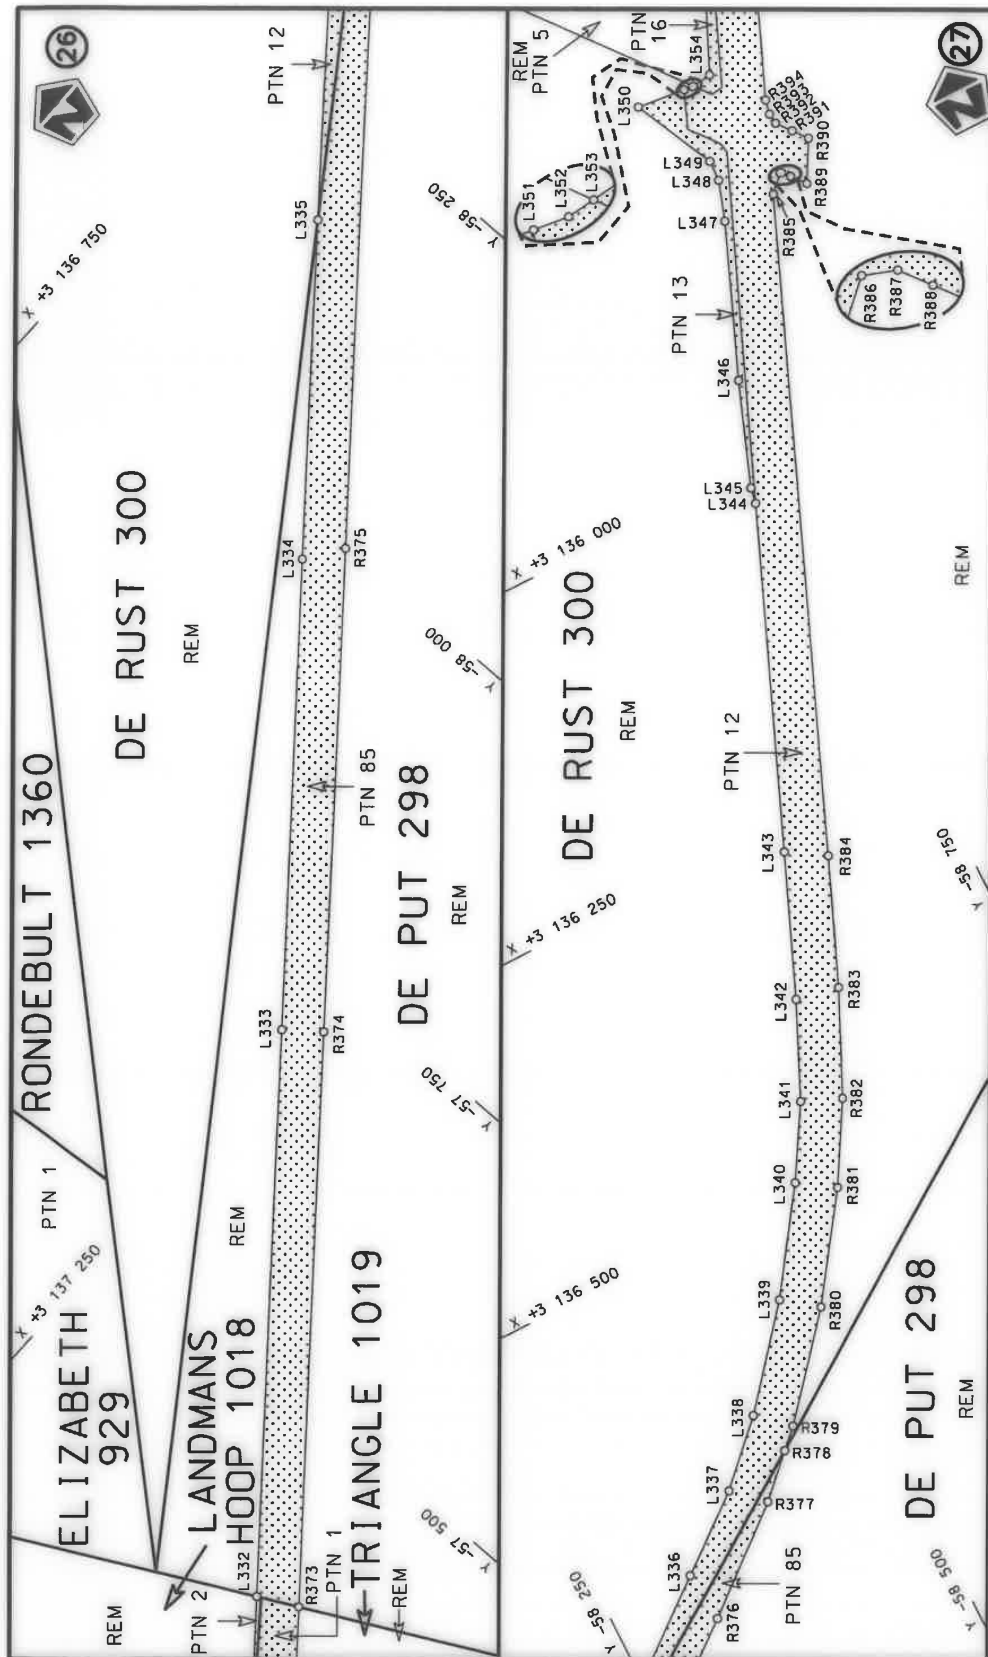 26
N
RONDEBULT 1360
PTN 1
ELIZABETH
929
X +3 137 250
X +3 136 750
DE RUST 300
REM
PTN 12
LANDMANS
HOOP 1018
REM
REM
PTN 2
L332
L333
L334
L335
R373
R374
R375
PTN 1
PTN 85
TRIANGLE 1019
REM
DE PUT 298
REM
Y -57 500
Y -57 750
Y -58 000
Y -58 250
27
N
REM
PTN 5
PTN
16
X +3 136 500
X +3 136 250
X +3 136 000
DE RUST 300
REM
PTN 12
PTN 13
L336
L337
L338
L339
L340
L341
L342
L343
L344
L345
L346
L347
L348
L349
L350
L351
L352
L353
L354
R376
R377
R378
R379
R380
R381
R382
R383
R384
R385
R386
R387
R388
R389
R390
R391
R392
R393
R394
PTN 85
DE PUT 298
REM
REM
Y -58 250
Y -58 500
Y -58 750